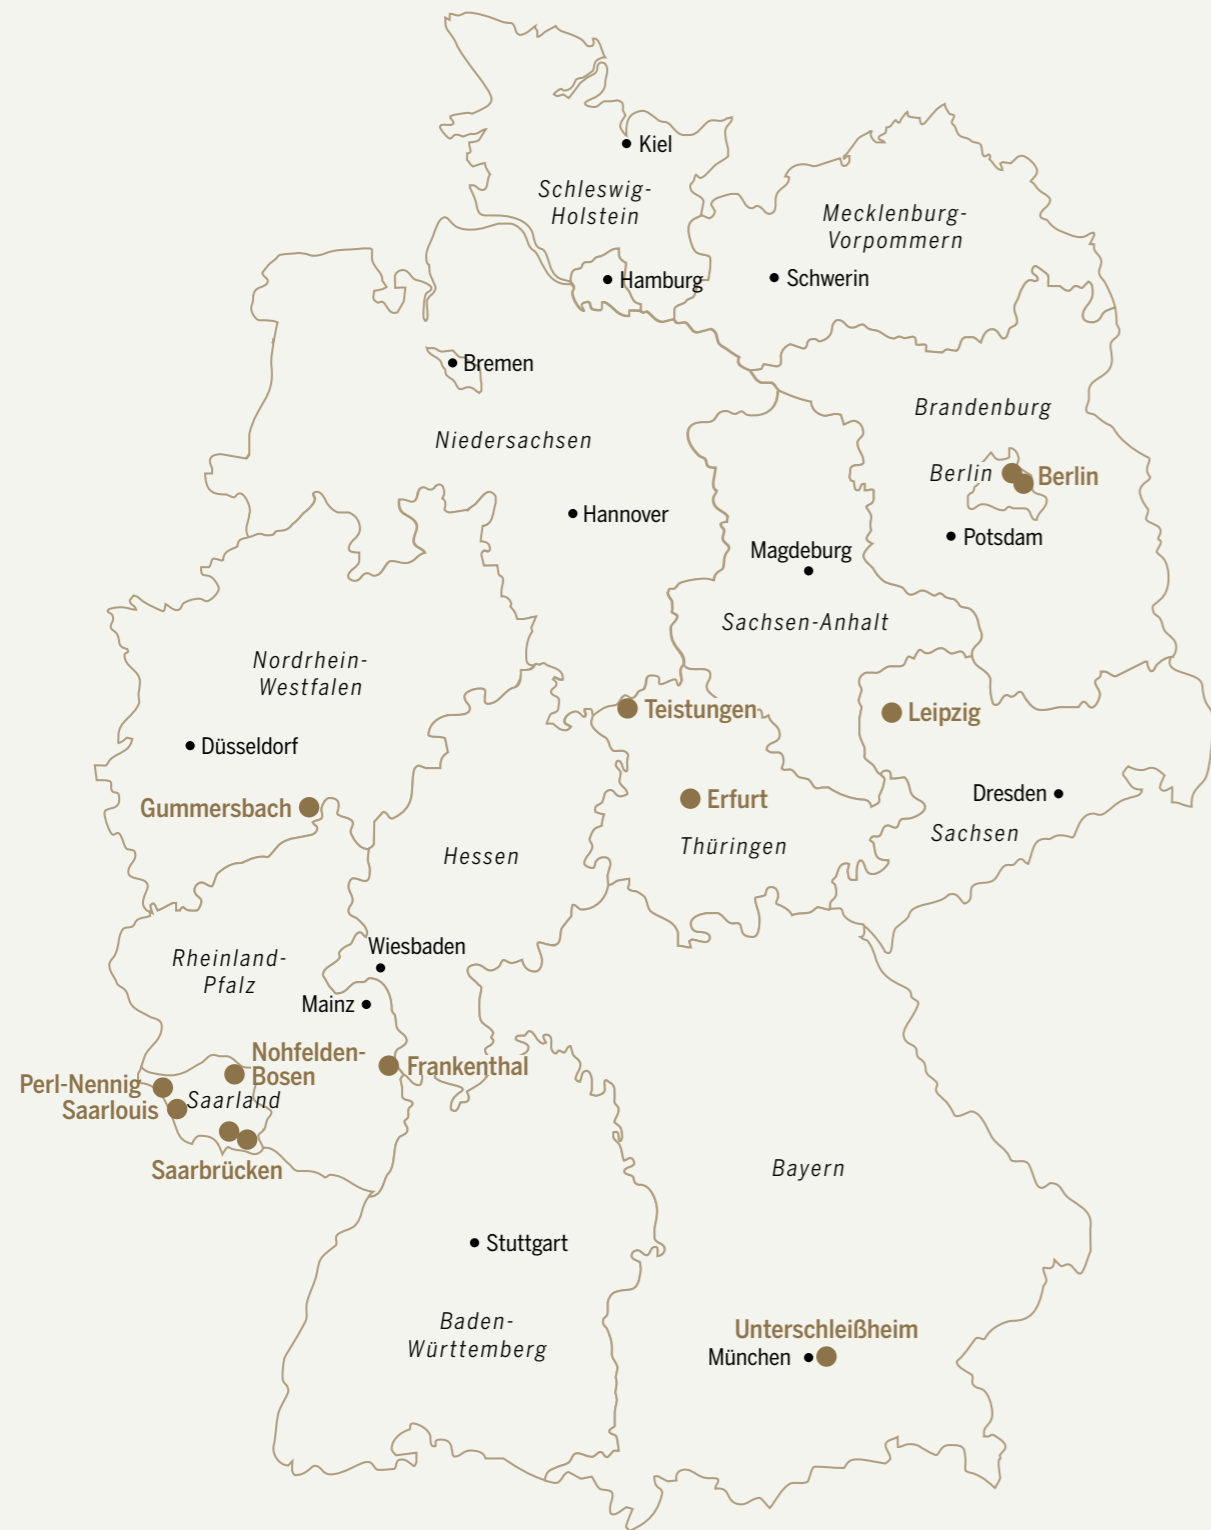 Kiel
Schleswig-
Holstein
Mecklenburg-
Vorpommern
Hamburg
Schwerin
Bremen
Brandenburg
Niedersachsen
Berlin
Berlin
Hannover
Potsdam
Magdeburg
Sachsen-Anhalt
Nordrhein-
Westfalen
Teistungen
Leipzig
Düsseldorf
Gummersbach
Erfurt
Dresden
Sachsen
Hessen
Thüringen
Wiesbaden
Rheinland-
Pfalz
Mainz
Nohfelden-
Bosen
Frankenthal
Perl-Nennig
Saarland
Saarlouis
Saarbrücken
Bayern
Stuttgart
Baden-
Württemberg
Unterschleißheim
München